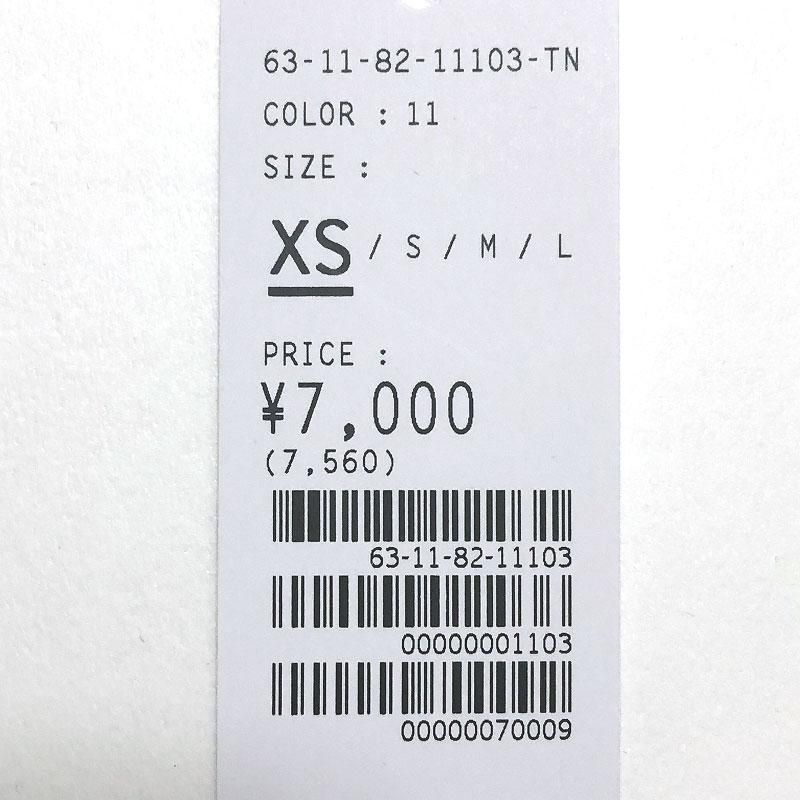 63-11-82-11103-TN
COLOR : 11
SIZE :
XS / S / M / L
PRICE :
¥7,000
(7,560)
63-11-82-11103
00000001103
00000070009